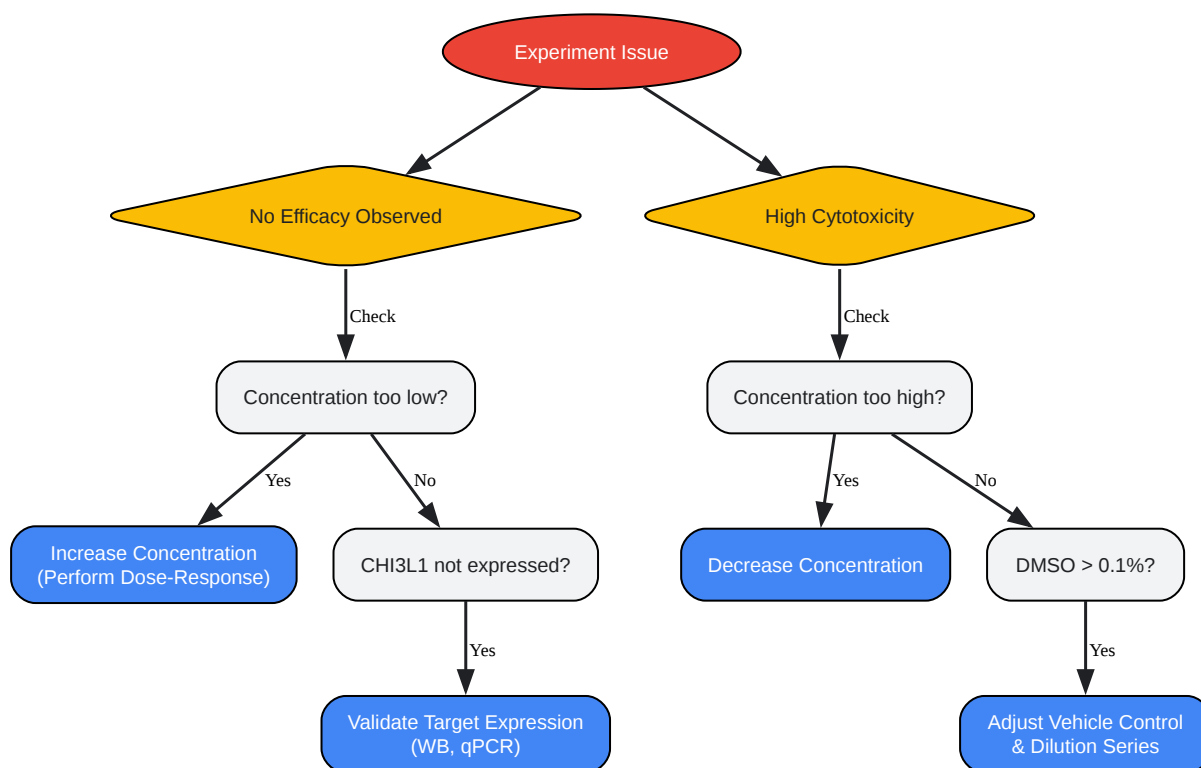 Experiment Issue
No Efficacy Observed
High Cytotoxicity
Check
Check
Concentration too low?
Concentration too high?
Yes
No
Yes
No
Increase Concentration
(Perform Dose-Response)
CHI3L1 not expressed?
Decrease Concentration
DMSO > 0.1%?
Yes
Yes
Validate Target Expression
(WB, qPCR)
Adjust Vehicle Control
& Dilution Series